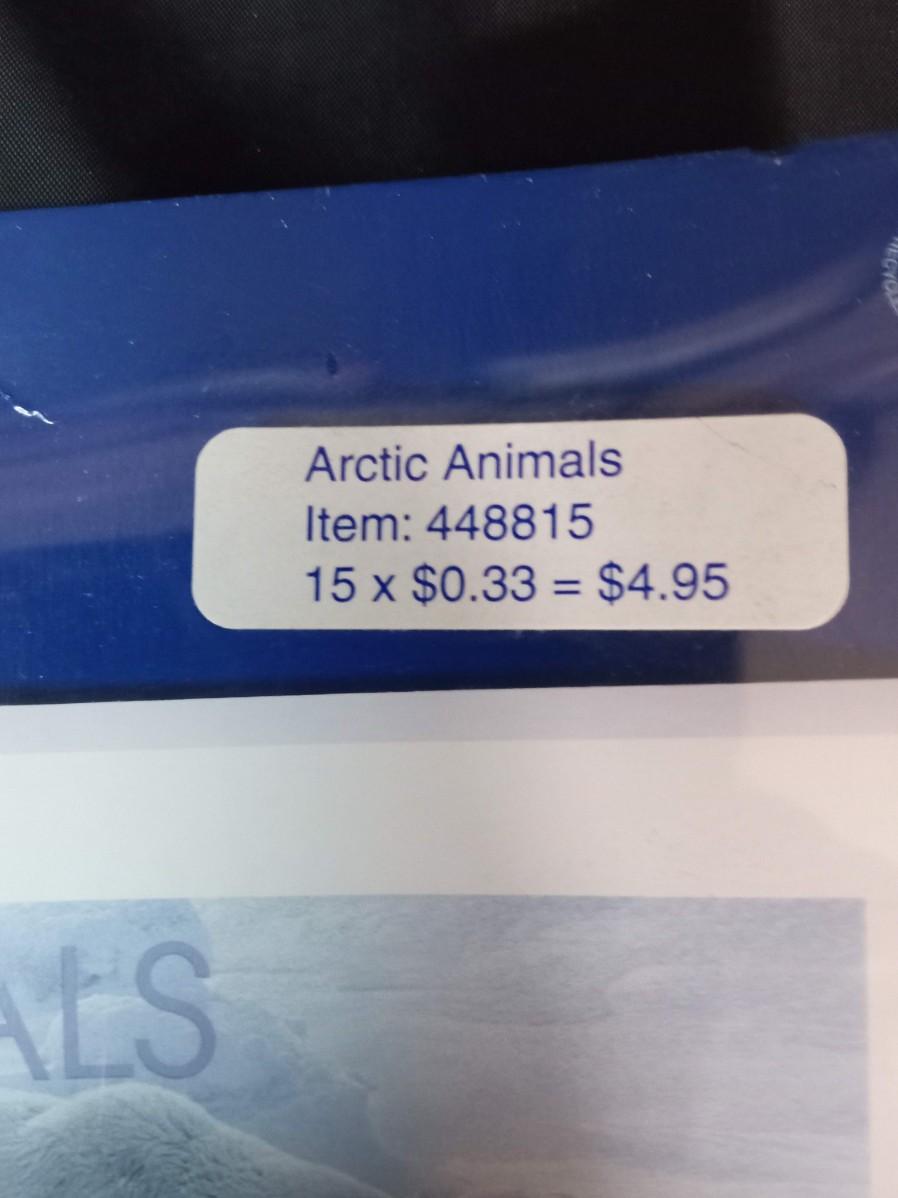 Arctic Animals
Item: 448815
15 x $0.33 = $4.95
ALS